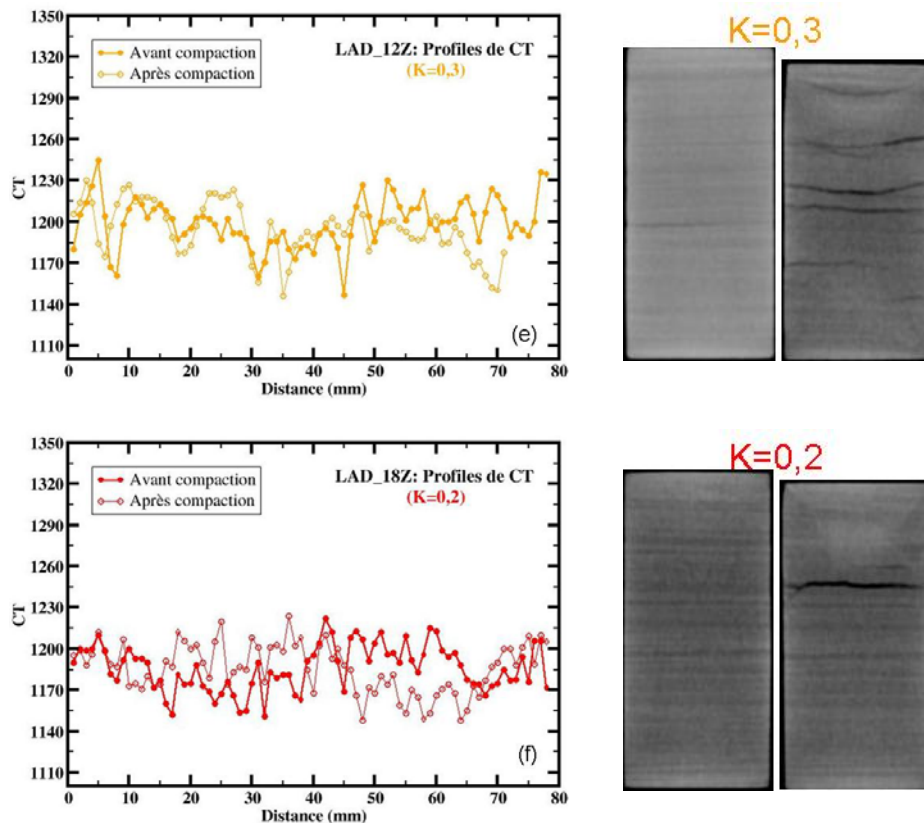 1350
1320
1290
1260
1230
1200
1170
1140
1100
CT
Avant compaction
Après compaction
LAD_12Z: Profiles de CT
(K=0,3)
(e)
0 10 20 30 40 50 60 70 80
Distance (mm)
K=0,3
1350
1320
1290
1260
1230
1200
1170
1140
1100
CT
Avant compaction
Après compaction
LAD_18Z: Profiles de CT
(K=0,2)
(f)
0 10 20 30 40 50 60 70 80
Distance (mm)
K=0,2